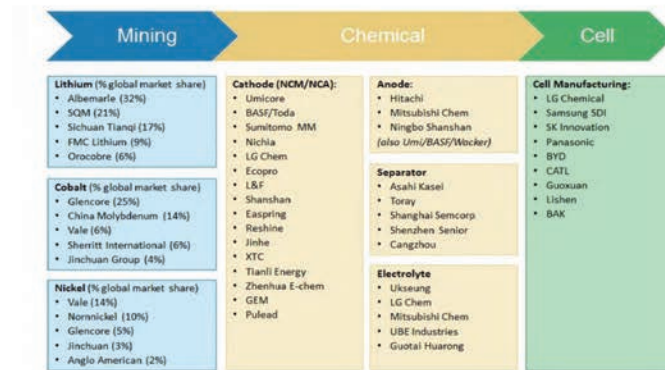 Mining
Chemical
Cell
Lithium (% global market share)
• Albemarle (32%)
• SQM (21%)
• Sichuan Tianqi (17%)
• FMC Lithium (9%)
• Orocobre (6%)
Cobalt (% global market share)
• Glencore (25%)
• China Molybdenum (14%)
• Vale (6%)
• Sherritt International (6%)
• Jinchuan Group (4%)
Nickel (% global market share)
• Vale (14%)
• Nornnickel (10%)
• Glencore (5%)
• Jinchuan (3%)
• Anglo American (2%)
Cathode (NCM/NCA):
• Umicore
• BASF/Toda
• Sumitomo MM
• Nichia
• LG Chem
• Ecopro
• L&F
• Shanshan
• Easpring
• Reshine
• Jinhe
• XTC
• Tianli Energy
• Zhenhua E-chem
• GEM
• Pulead
Anode:
• Hitachi
• Mitsubishi Chem
• Ningbo Shanshan
(also Umi/BASF/Wacker)
Separator
• Asahi Kasei
• Toray
• Shanghai Semcorp
• Shenzhen Senior
• Cangzhou
Electrolyte
• Ukseung
• LG Chem
• Mitsubishi Chem
• UBE Industries
• Guotai Huarong
Cell Manufacturing:
• LG Chemical
• Samsung SDI
• SK Innovation
• Panasonic
• BYD
• CATL
• Guoxuan
• Lishen
• BAK